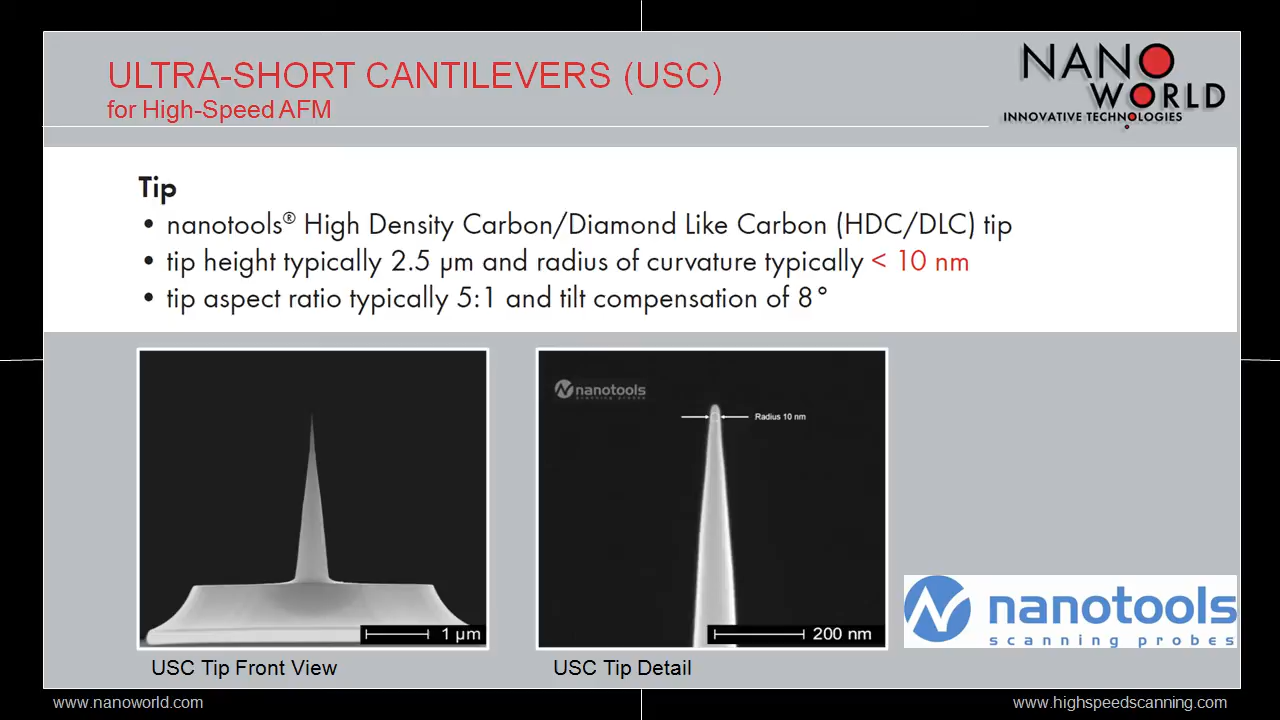 ULTRA-SHORT CANTILEVERS (USC)
for High-Speed AFM
NANO
WORLD
INNOVATIVE TECHNOLOGIES
Tip
• nanotools® High Density Carbon/Diamond Like Carbon (HDC/DLC) tip
• tip height typically 2.5 µm and radius of curvature typically < 10 nm
• tip aspect ratio typically 5:1 and tilt compensation of 8°
1 µm
nanotools
scanning probes
Radius 10 nm
200 nm
nanotools
scanning probes
USC Tip Front View
USC Tip Detail
www.nanoworld.com
www.highspeedscanning.com